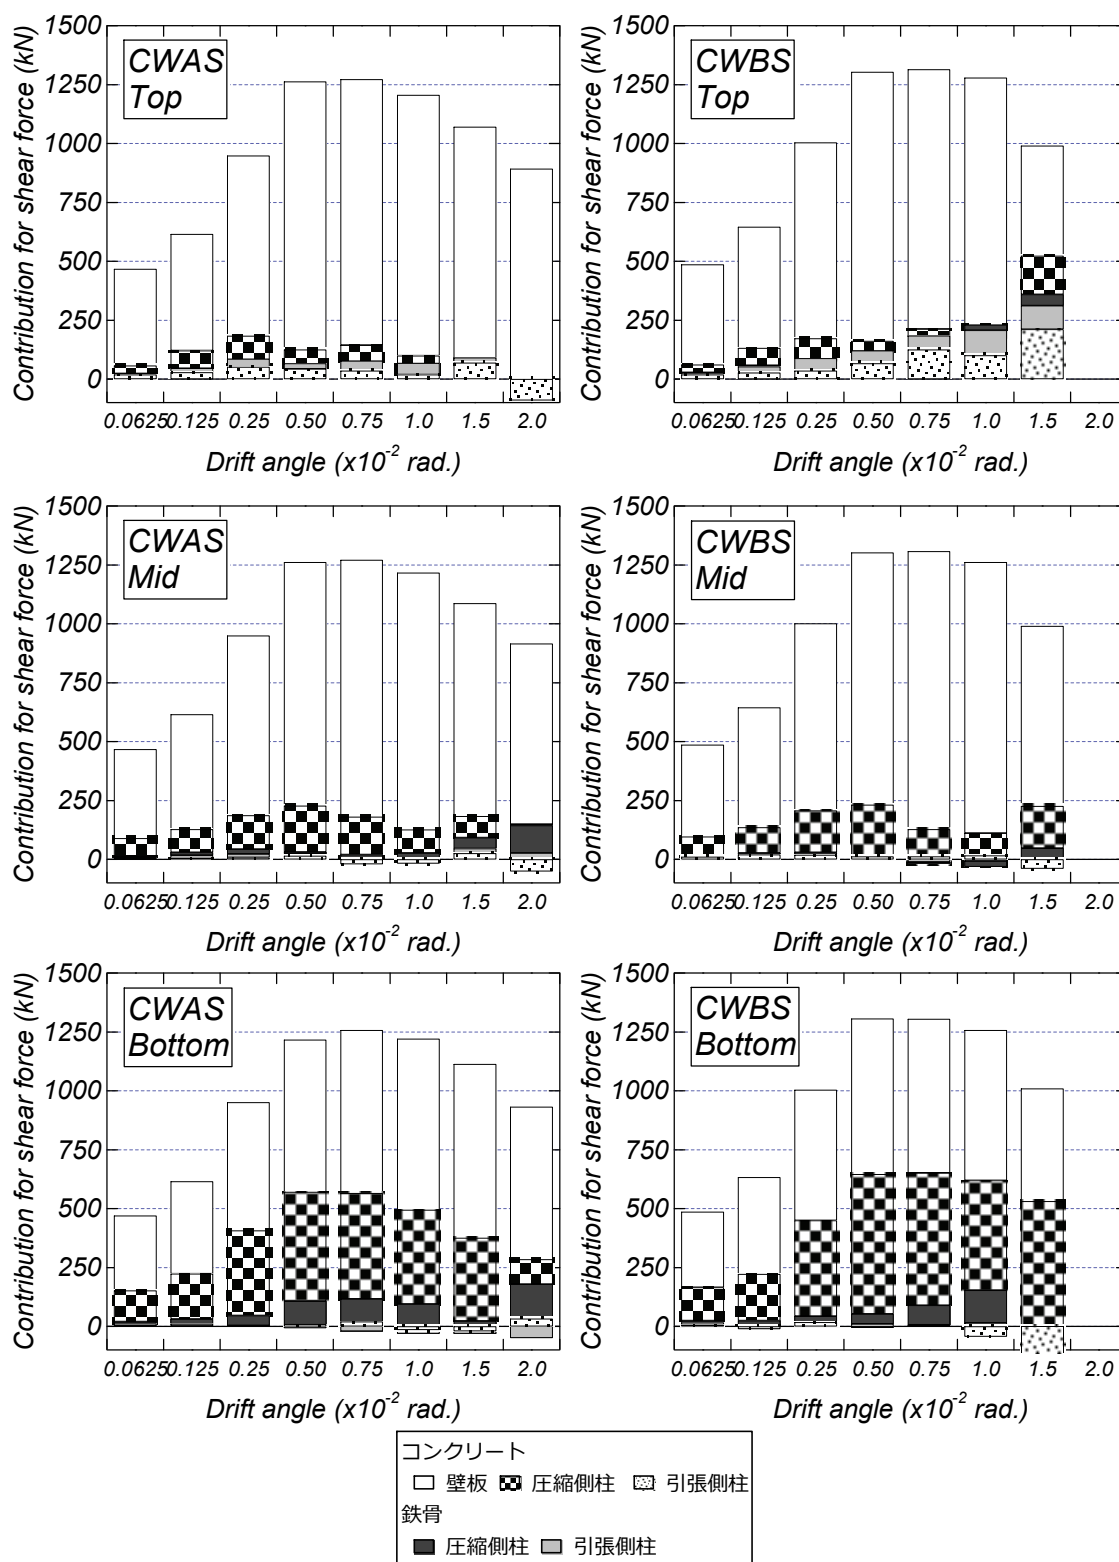 Contribution for shear force (kN)
1500
1250
1000
750
500
250
0
CWAS
Top
0.0625 0.125 0.25 0.50 0.75 1.0 1.5 2.0
Drift angle (x10-2 rad.)
Contribution for shear force (kN)
1500
1250
1000
750
500
250
0
CWBS
Top
0.0625 0.125 0.25 0.50 0.75 1.0 1.5 2.0
Drift angle (x10-2 rad.)
Contribution for shear force (kN)
1500
1250
1000
750
500
250
0
CWAS
Mid
0.0625 0.125 0.25 0.50 0.75 1.0 1.5 2.0
Drift angle (x10-2 rad.)
Contribution for shear force (kN)
1500
1250
1000
750
500
250
0
CWBS
Mid
0.0625 0.125 0.25 0.50 0.75 1.0 1.5 2.0
Drift angle (x10-2 rad.)
Contribution for shear force (kN)
1500
1250
1000
750
500
250
0
CWAS
Bottom
0.0625 0.125 0.25 0.50 0.75 1.0 1.5 2.0
Drift angle (x10-2 rad.)
Contribution for shear force (kN)
1500
1250
1000
750
500
250
0
CWBS
Bottom
0.0625 0.125 0.25 0.50 0.75 1.0 1.5 2.0
Drift angle (x10-2 rad.)
コンクリート
壁板 圧縮側柱 引張側柱
鉄骨
圧縮側柱 引張側柱